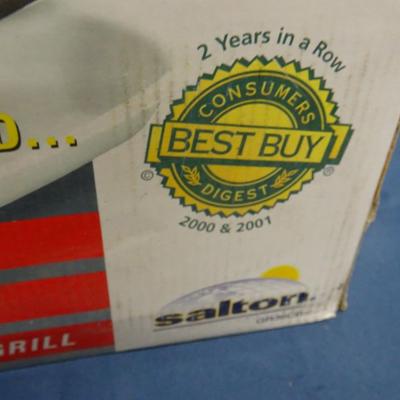 2 Years in a Row
CONSUMERS
BEST BUY
DIGEST
© ®
2000 & 2001
salton.
GRILL